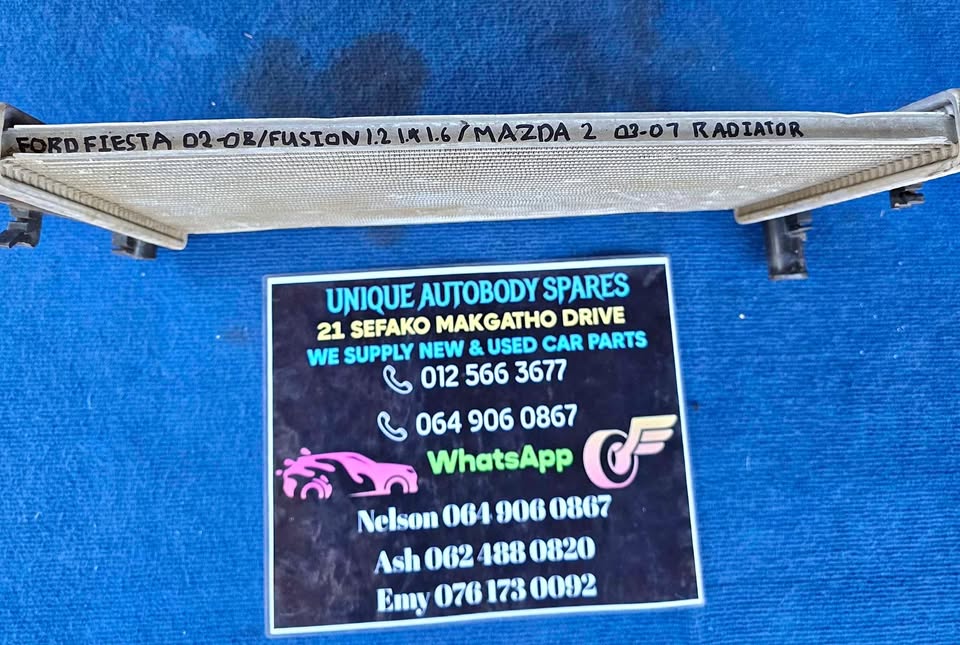 FORD FIESTA 02-08/FUSION 1.2 1.4 1.6/MAZDA 2 03-07 RADIATOR
UNIQUE AUTOBODY SPARES
21 SEFAKO MAKGATHO DRIVE
WE SUPPLY NEW & USED CAR PARTS
012 566 3677
064 906 0867
WhatsApp
Nelson 064 906 0867
Ash 062 488 0820
Emy 076 173 0092